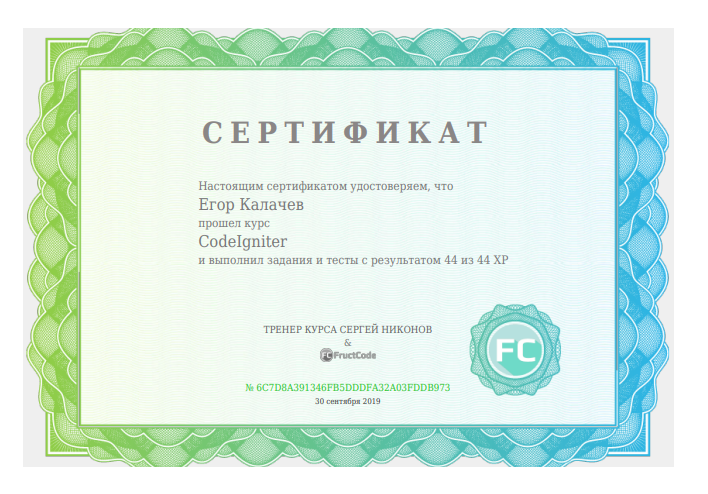 СЕРТИФИКАТ
Настоящим сертификатом удостоверяем, что
Егор Калачев
прошел курс
CodeIgniter
и выполнил задания и тесты с результатом 44 из 44 XP
ТРЕНЕР КУРСА СЕРГЕЙ НИКОНОВ
&
FC FructCode
FC
№ 6C7D8A391346FB5DDDFA32A03FDDB973
30 сентября 2019